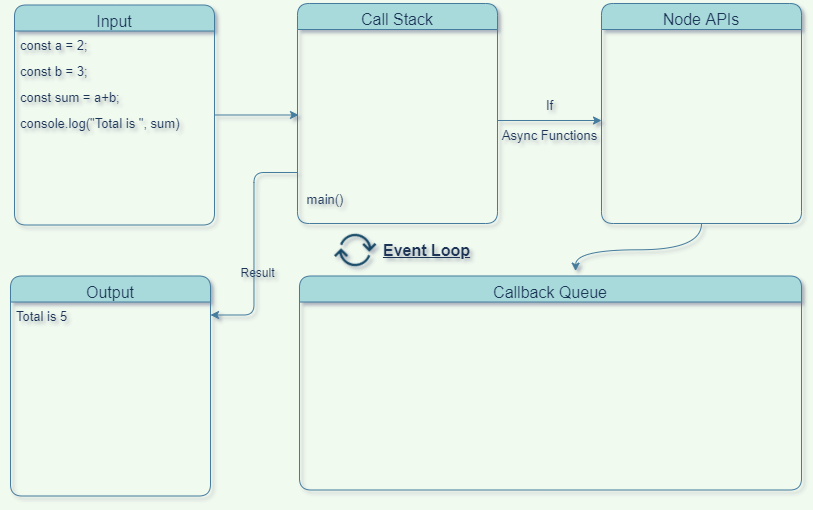 Input
const a = 2;
const b = 3;
const sum = a+b;
console.log("Total is ", sum)
Call Stack
main()
If
Async Functions
Node APIs
Event Loop
Result
Output
Total is 5
Callback Queue